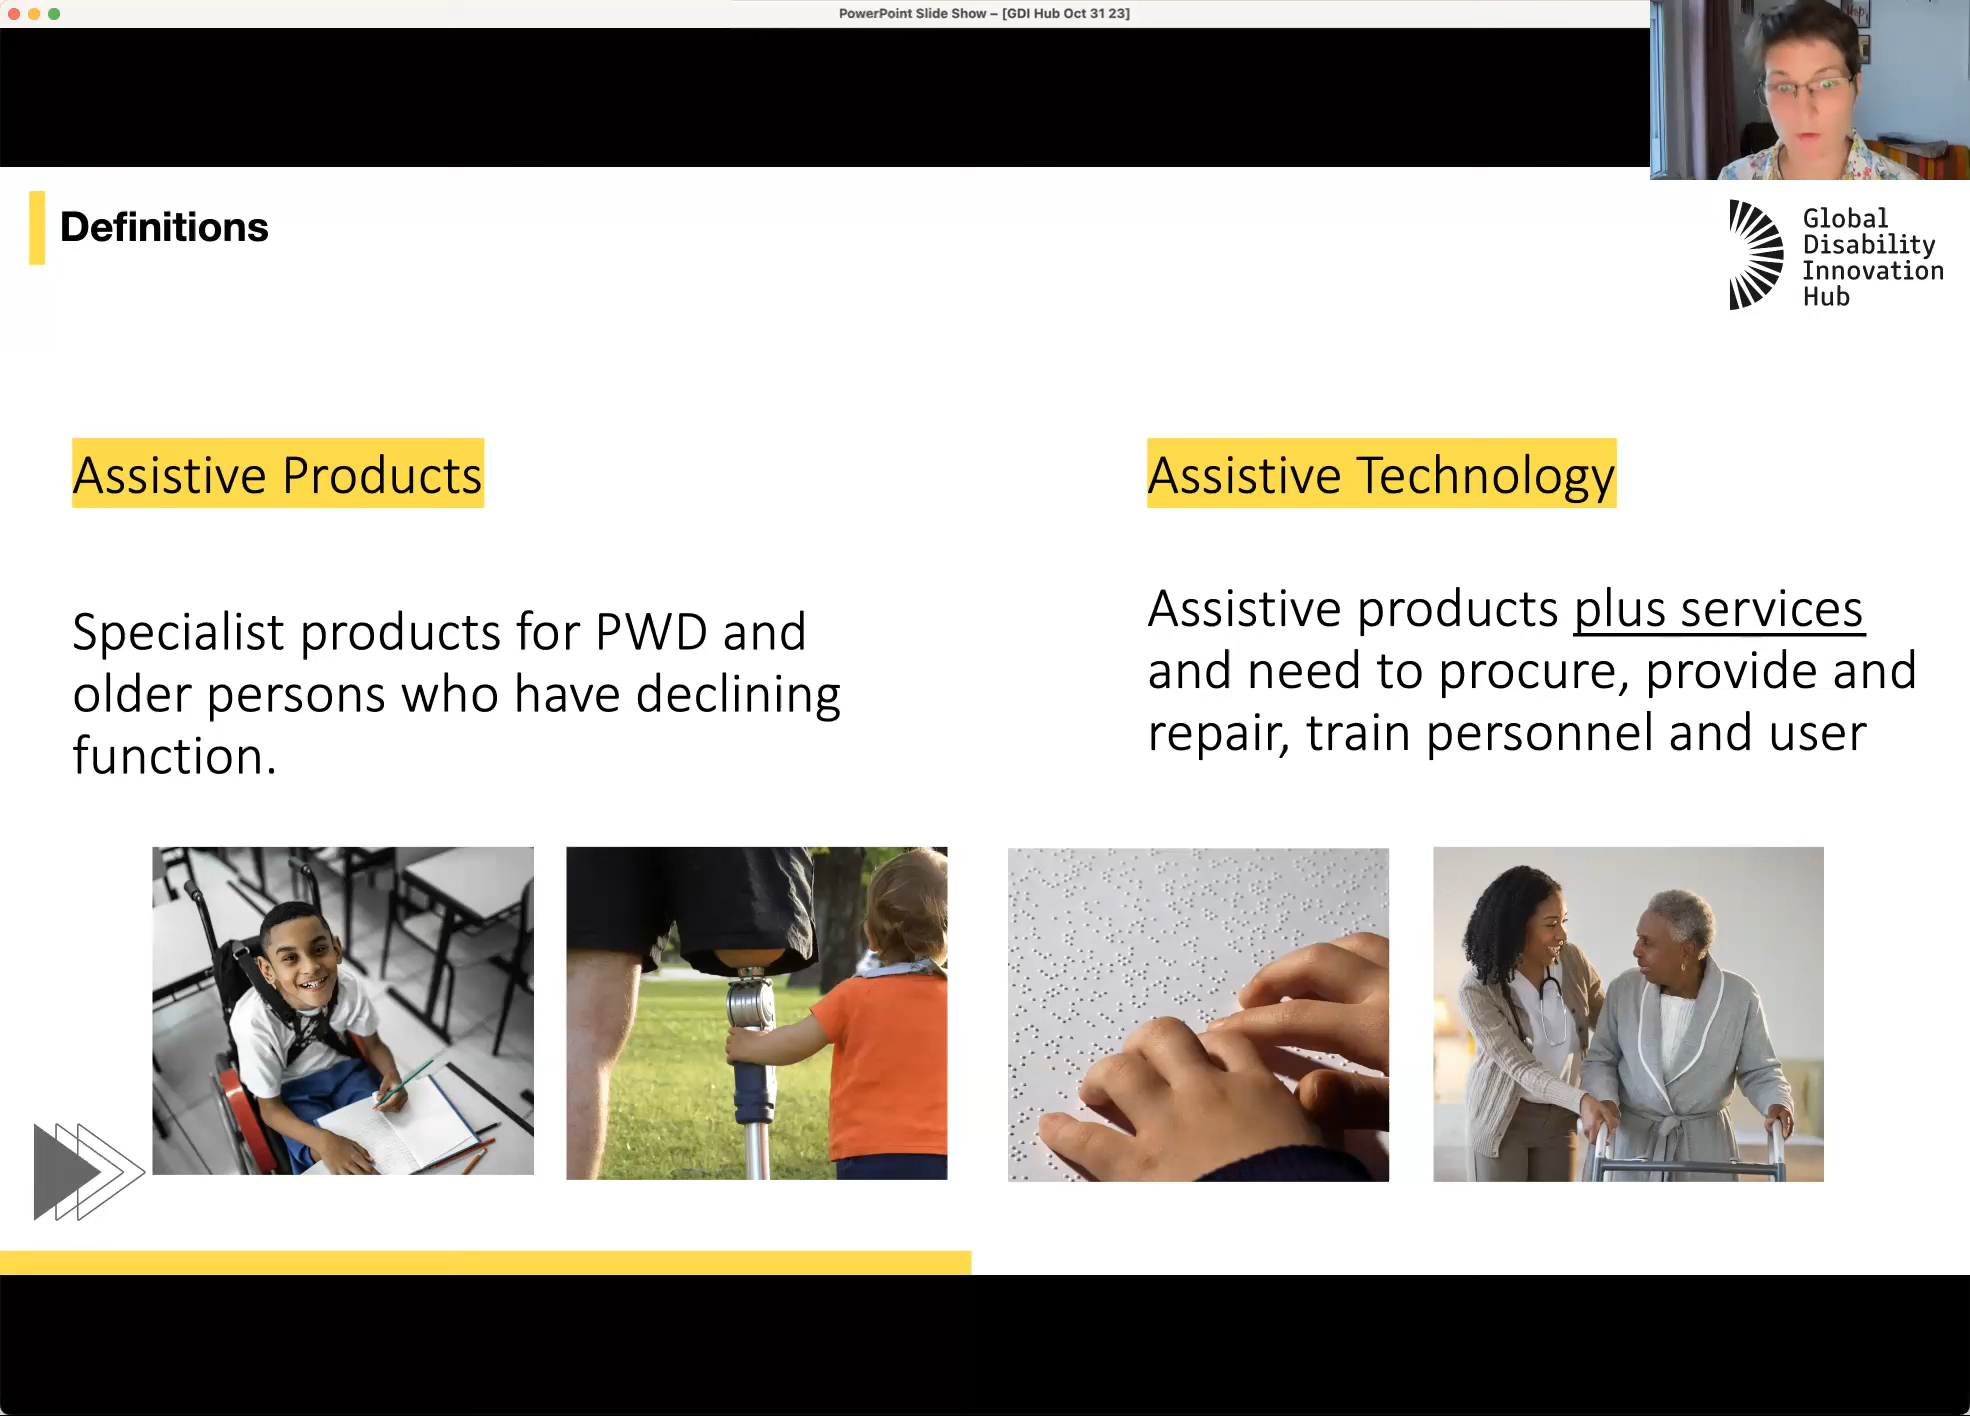 PowerPoint Slide Show – [GDI Hub Oct 31 23]
Definitions
Global
Disability
Innovation
Hub
Assistive Products
Specialist products for PWD and
older persons who have declining
function.
Assistive Technology
Assistive products plus services
and need to procure, provide and
repair, train personnel and user